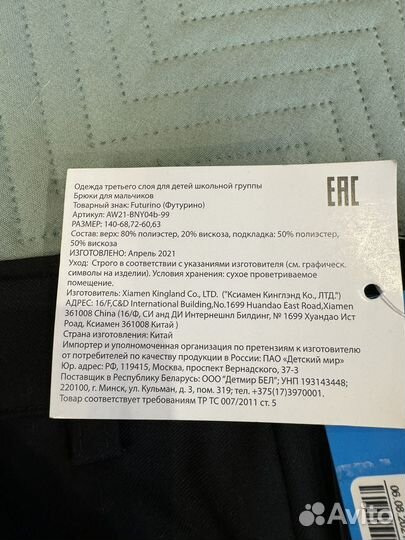 Одежда третьего слоя для детей школьной группы
Брюки для мальчиков
Товарный знак: Futurino (Футурино)
Артикул: AW21-BNY04b-99
РАЗМЕР: 140-68,72-60,63
Состав: верх: 80% полиэстер, 20% вискоза, подкладка: 50% полиэстер,
50% вискоза
ИЗГОТОВЛЕНО: Апрель 2021
Уход: Строго в соответствии с указаниями изготовителя (см. графическ.
символы на изделии). Условия хранения: сухое проветриваемое
помещение.
Изготовитель: Xiamen Kingland Co., LTD. ("Ксиамен Кинглэнд Ко., ЛТД.")
АДРЕС: 16/F,C&D International Building,No.1699 Huandao East Road,Xiamen
361008 China (16/Ф, СИ анд ДИ Интернешнл Билдинг, № 1699 Хуандао Ист
Роад, Ксиамен 361008 Китай )
Страна изготовления: Китай
Импортер и уполномоченная организация по претензиям к изготовителю
от потребителей по качеству продукции в России: ПАО «Детский мир»
Юр. адрес: РФ, 119415, Москва, проспект Вернадского, 37-3
Поставщик в Республику Беларусь: ООО "Детмир БЕЛ"; УНП 193143448;
220100, г. Минск, ул. Кульман, д. 3, пом. 319; тел. +375(17)3970001.
Товар соответствует требованиям ТР ТС 007/2011 ст. 5
EAC
Avito